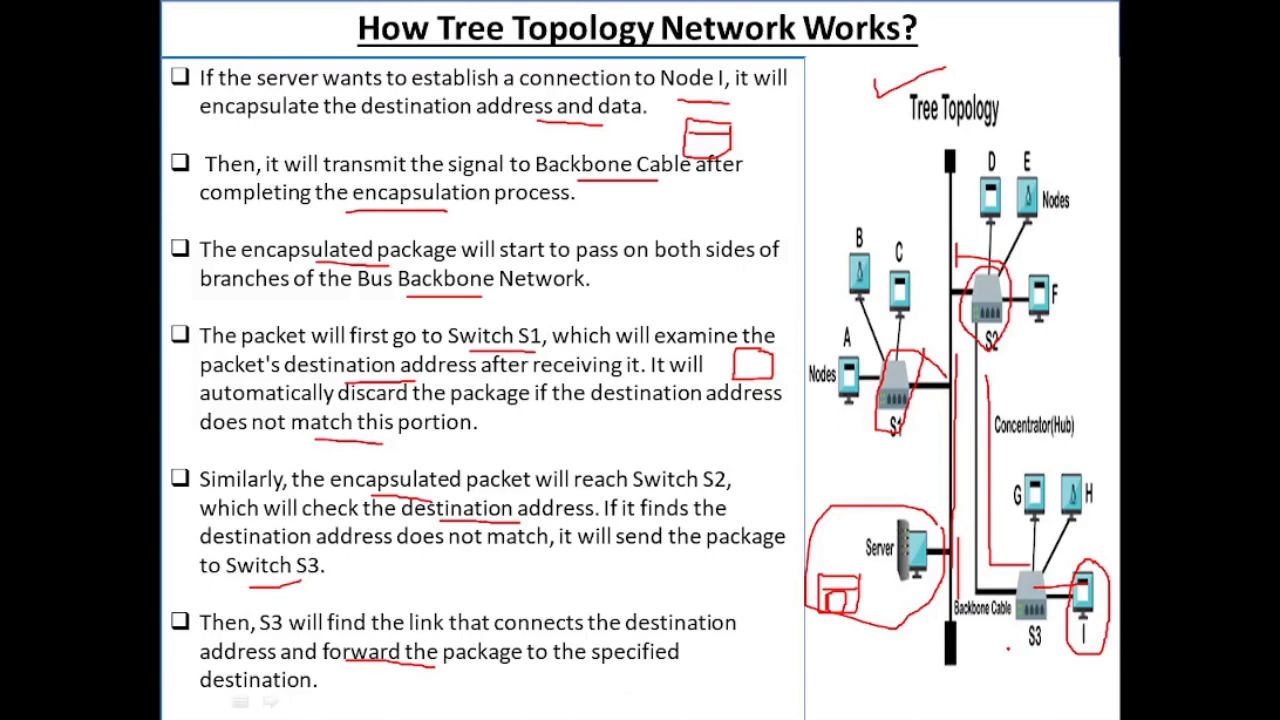 How Tree Topology Network Works?
If the server wants to establish a connection to Node I, it will
encapsulate the destination address and data.
Then, it will transmit the signal to Backbone Cable after
completing the encapsulation process.
The encapsulated package will start to pass on both sides of
branches of the Bus Backbone Network.
The packet will first go to Switch S1, which will examine the
packet's destination address after receiving it. It will
automatically discard the package if the destination address
does not match this portion.
Similarly, the encapsulated packet will reach Switch S2,
which will check the destination address. If it finds the
destination address does not match, it will send the package
to Switch S3.
Then, S3 will find the link that connects the destination
address and forward the package to the specified
destination.
Tree Topology
D
E
Nodes
B
C
F
S2
A
Nodes
S1
Concentrator(Hub)
G
H
Server
Backbone Cable
S3
I